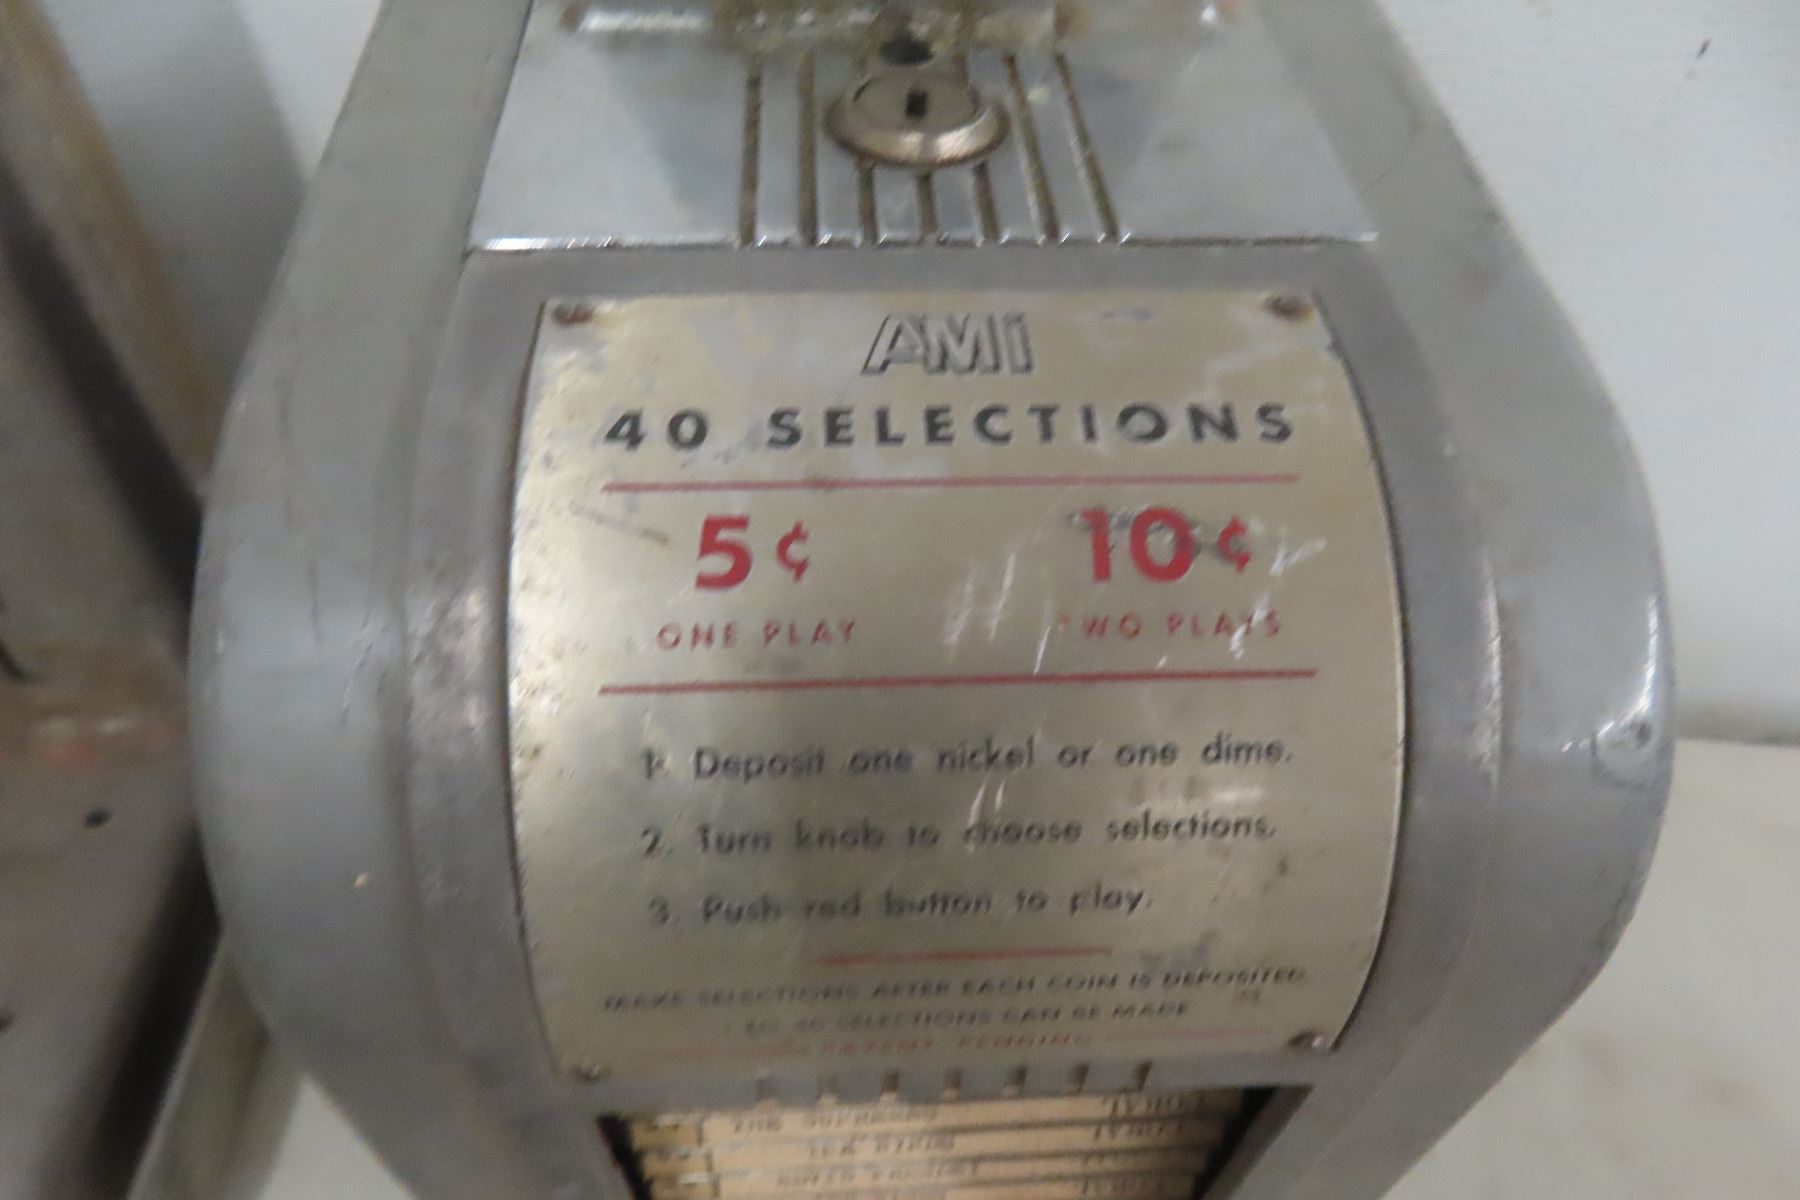 AMi
40 SELECTIONS
5¢ 10¢
ONE PLAY TWO PLAYS
1. Deposit one nickel or one dime.
2. Turn knob to choose selections.
3. Push red button to play.
MAKE SELECTIONS AFTER EACH COIN IS DEPOSITED
40 SELECTIONS CAN BE MADE
PATENT PENDING
THE SUPREMES